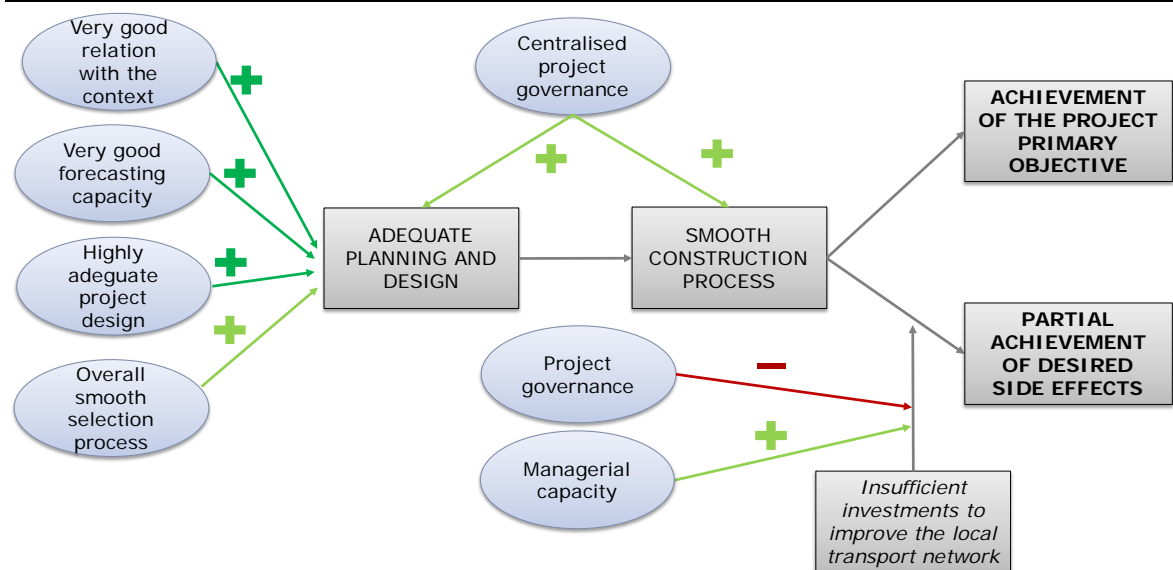 Very good
relation
with the
context
Centralised
project
governance
ACHIEVEMENT
OF THE PROJECT
PRIMARY
OBJECTIVE
Very good
forecasting
capacity
ADEQUATE
PLANNING AND
DESIGN
SMOOTH
CONSTRUCTION
PROCESS
Highly
adequate
project
design
Overall
smooth
selection
process
Project
governance
PARTIAL
ACHIEVEMENT
OF DESIRED
SIDE EFFECTS
Managerial
capacity
Insufficient
investments to
improve the local
transport network